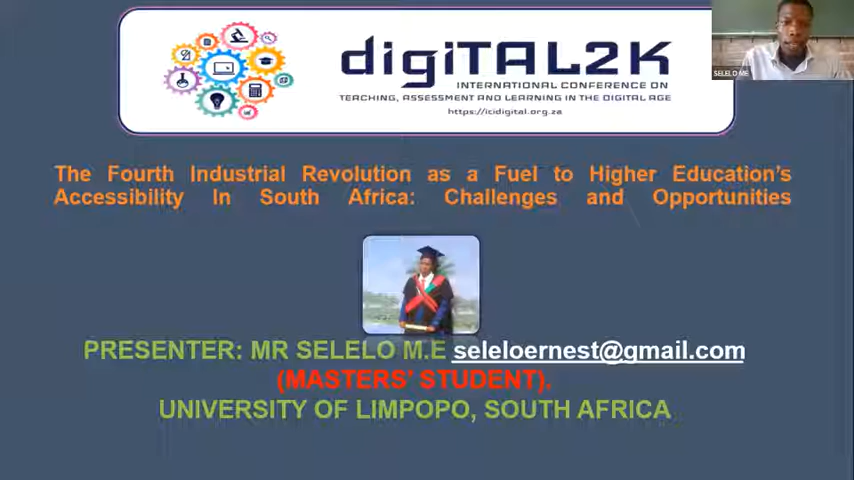 digiTAL2K
INTERNATIONAL CONFERENCE ON
TEACHING, ASSESSMENT AND LEARNING IN THE DIGITAL AGE
https://icidigital.org.za
SELELO ME
The Fourth Industrial Revolution as a Fuel to Higher Education's
Accessibility In South Africa: Challenges and Opportunities
PRESENTER: MR SELELO M.E seleloernest@gmail.com
(MASTERS' STUDENT).
UNIVERSITY OF LIMPOPO, SOUTH AFRICA